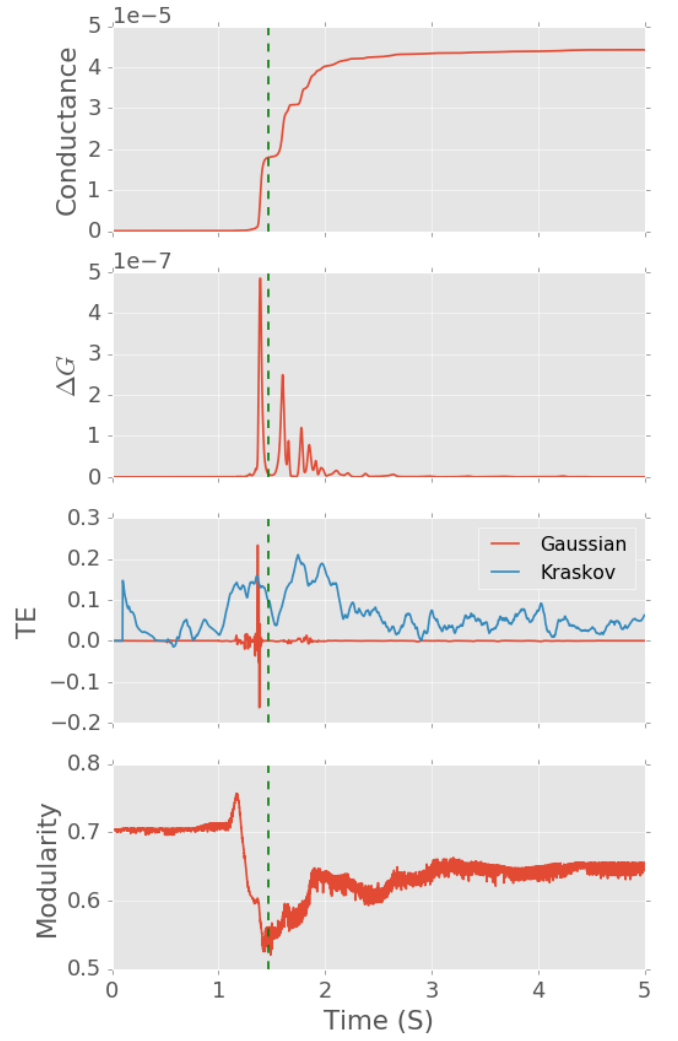 1e−5
5
4
3
2
1
0
Conductance
1e−7
5
4
3
2
1
0
ΔG
0.3
0.2
0.1
0.0
−0.1
−0.2
TE
Gaussian
Kraskov
0.8
0.7
0.6
0.5
Modularity
0 1 2 3 4 5
Time (S)